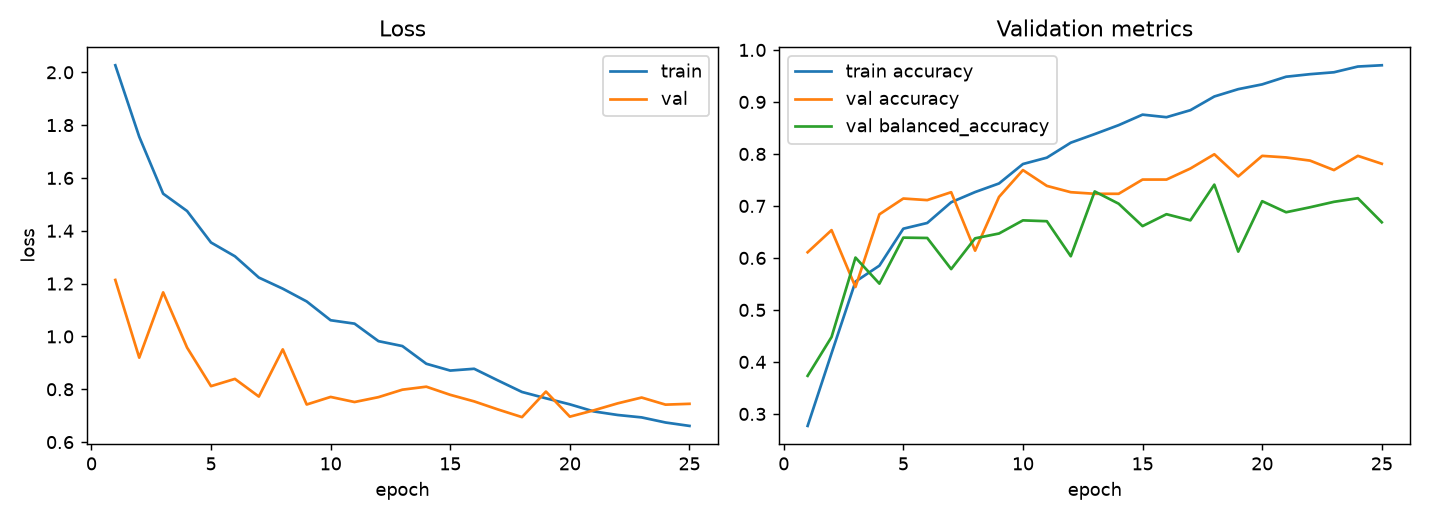 Loss
2.0
1.8
1.6
1.4
1.2
1.0
0.8
0.6
loss
0
5
10
15
20
25
epoch
train
val
Validation metrics
1.0
0.9
0.8
0.7
0.6
0.5
0.4
0.3
0
5
10
15
20
25
epoch
train accuracy
val accuracy
val balanced_accuracy